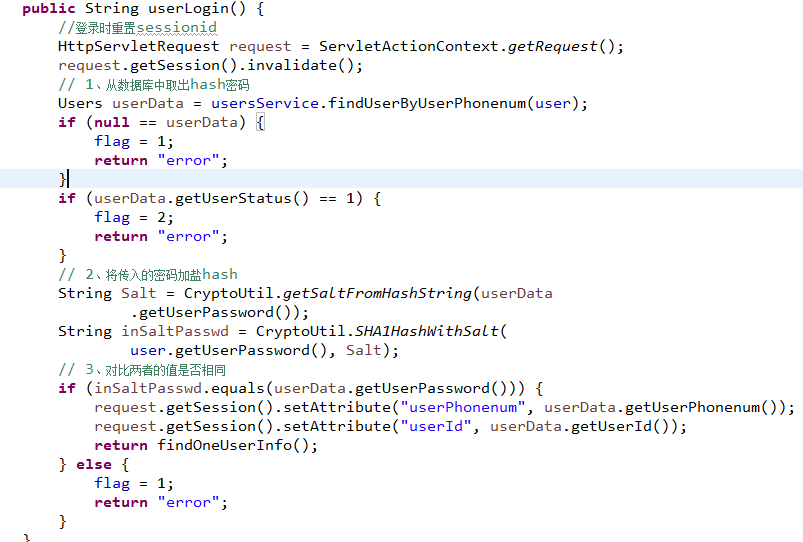 public String userLogin() {
//登录时重置sessionid
HttpServletRequest request = ServletActionContext.getRequest();
request.getSession().invalidate();
// 1、从数据库中取出hash密码
Users userData = usersService.findUserByUserPhonenum(user);
if (null == userData) {
flag = 1;
return "error";
}
if (userData.getUserStatus() == 1) {
flag = 2;
return "error";
}
// 2、将传入的密码加盐hash
String Salt = CryptoUtil.getSaltFromHashString(userData
.getUserPassword());
String inSaltPasswd = CryptoUtil.SHA1HashWithSalt(
user.getUserPassword(), Salt);
// 3、对比两者的值是否相同
if (inSaltPasswd.equals(userData.getUserPassword())) {
request.getSession().setAttribute("userPhonenum", userData.getUserPhonenum());
request.getSession().setAttribute("userId", userData.getUserId());
return findOneUserInfo();
} else {
flag = 1;
return "error";
}
}